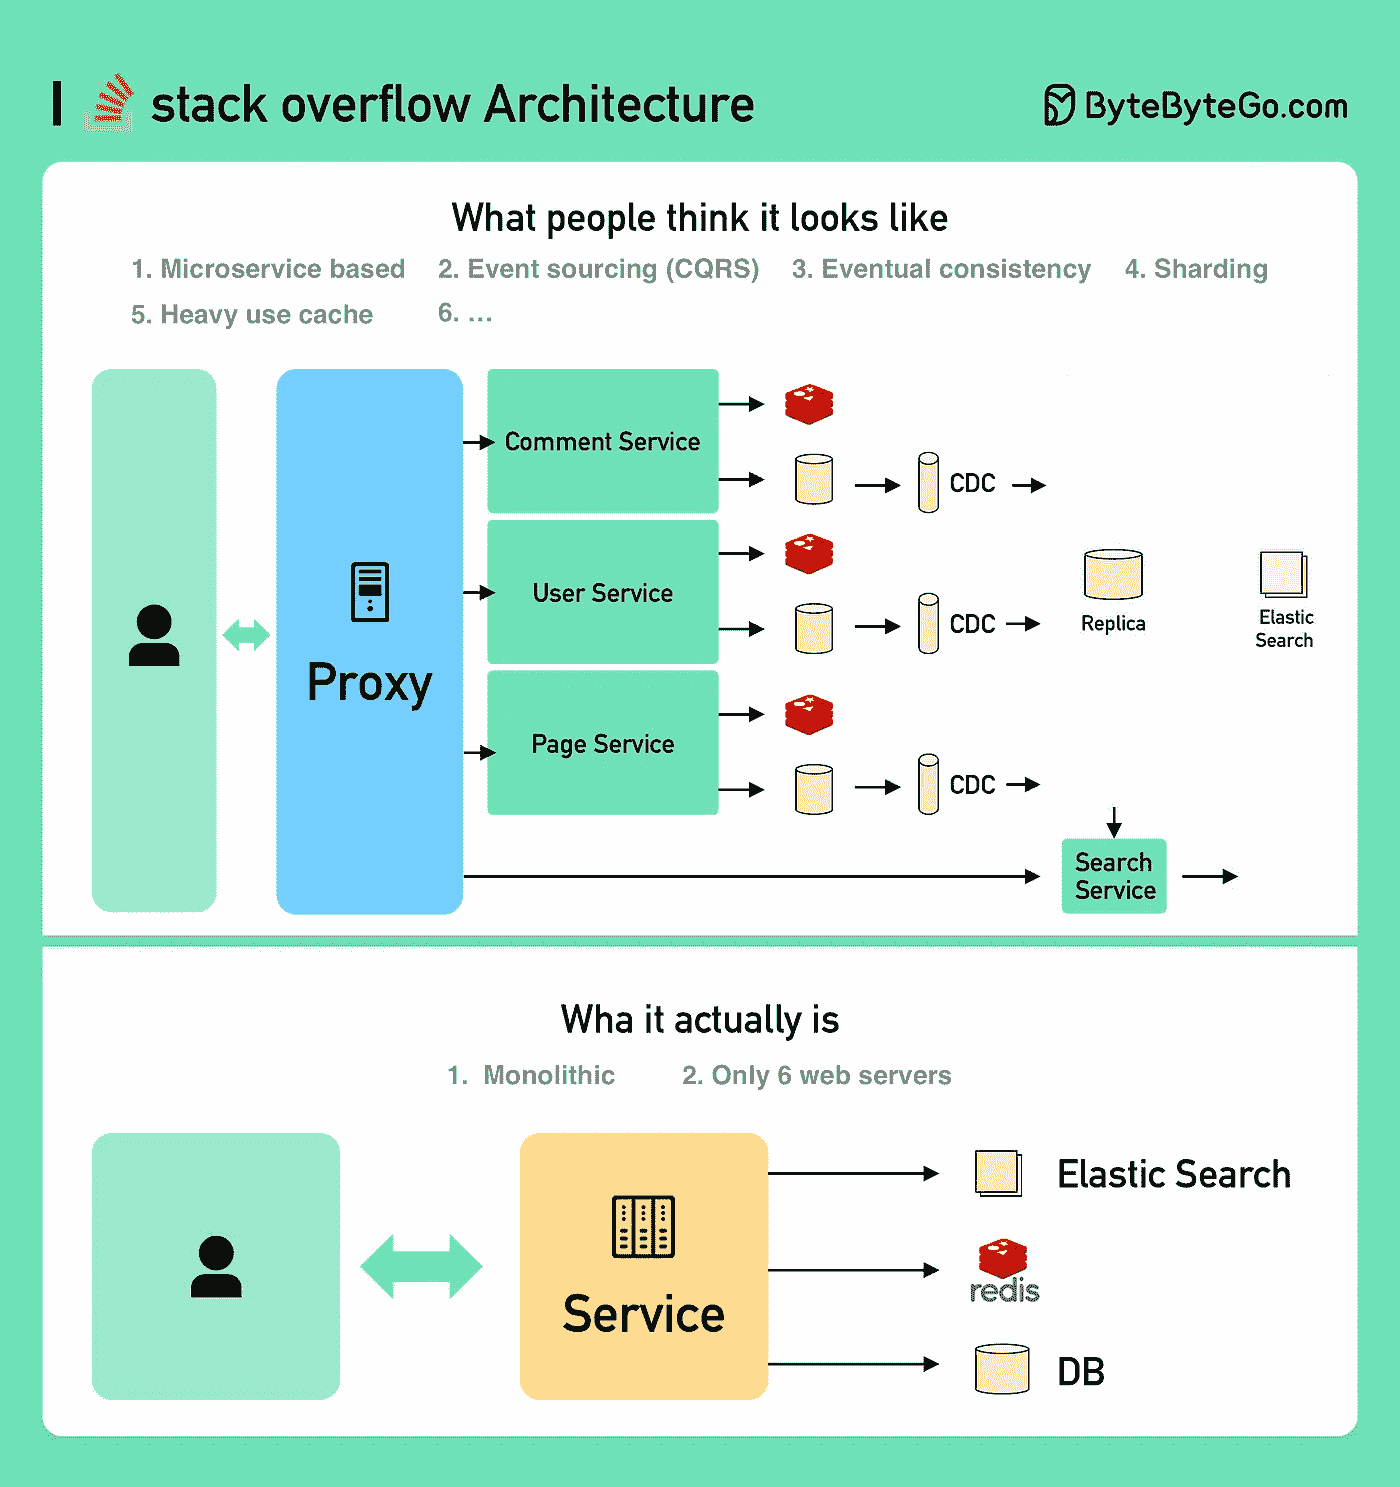 stack overflow Architecture
ByteByteGo.com
What people think it looks like
1. Microservice based 2. Event sourcing (CQRS) 3. Eventual consistency 4. Sharding
5. Heavy use cache 6. ...
Comment Service
CDC
User Service
CDC
Replica
Elastic
Search
Proxy
Page Service
CDC
Search
Service
Wha it actually is
1. Monolithic 2. Only 6 web servers
Elastic Search
redis
Service
DB